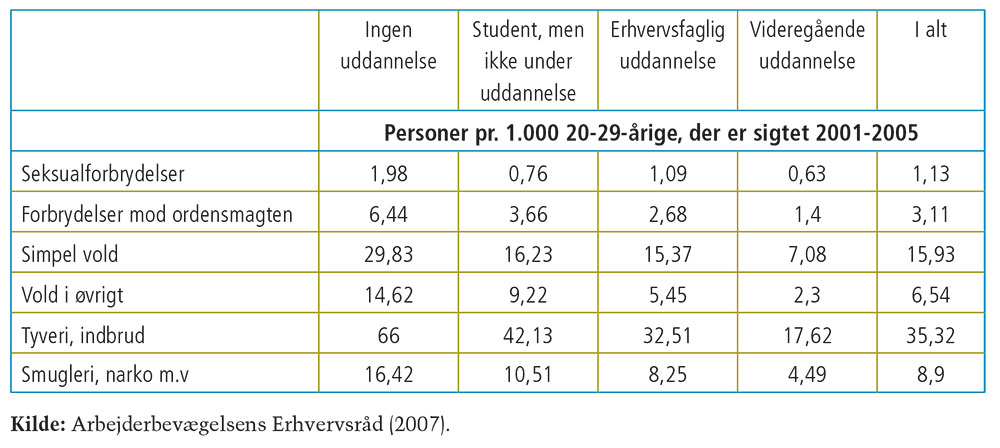 Ingen uddannelse	Student, men ikke under uddannelse	Erhvervsfaglig uddannelse	Videregående uddannelse	I alt
Personer pr. 1.000 20-29-årige, der er sigtet 2001-2005
Seksualforbrydelser	1,98	0,76	1,09	0,63	1,13
Forbrydelser mod ordensmagten	6,44	3,66	2,68	1,4	3,11
Simpel vold	29,83	16,23	15,37	7,08	15,93
Vold i øvrigt	14,62	9,22	5,45	2,3	6,54
Tyveri, indbrud	66	42,13	32,51	17,62	35,32
Smugleri, narko m.v	16,42	10,51	8,25	4,49	8,9
Kilde: Arbejderbevægelsens Erhvervsråd (2007).